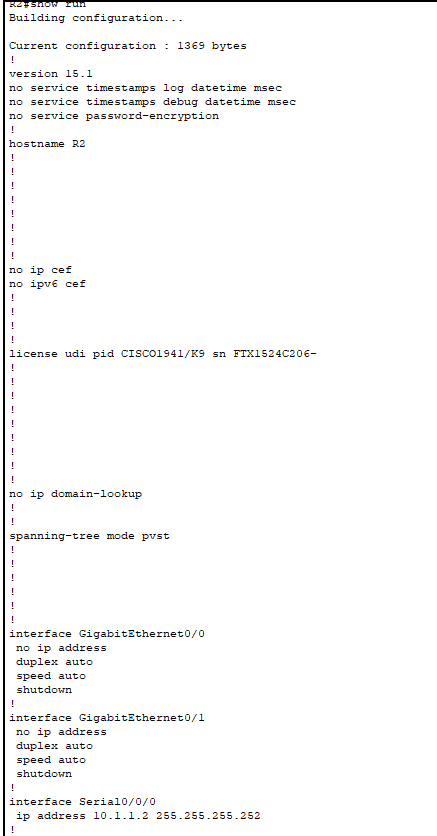 R2#show run
Building configuration...
Current configuration : 1369 bytes
!
version 15.1
no service timestamps log datetime msec
no service timestamps debug datetime msec
no service password-encryption
!
hostname R2
!
!
!
!
!
!
!
!
no ip cef
no ipv6 cef
!
!
!
!
license udi pid CISCO1941/K9 sn FTX1524C206-
!
!
!
!
!
!
!
!
!
no ip domain-lookup
!
!
spanning-tree mode pvst
!
!
!
!
!
!
interface GigabitEthernet0/0
no ip address
duplex auto
speed auto
shutdown
!
interface GigabitEthernet0/1
no ip address
duplex auto
speed auto
shutdown
!
interface Serial0/0/0
ip address 10.1.1.2 255.255.255.252
!